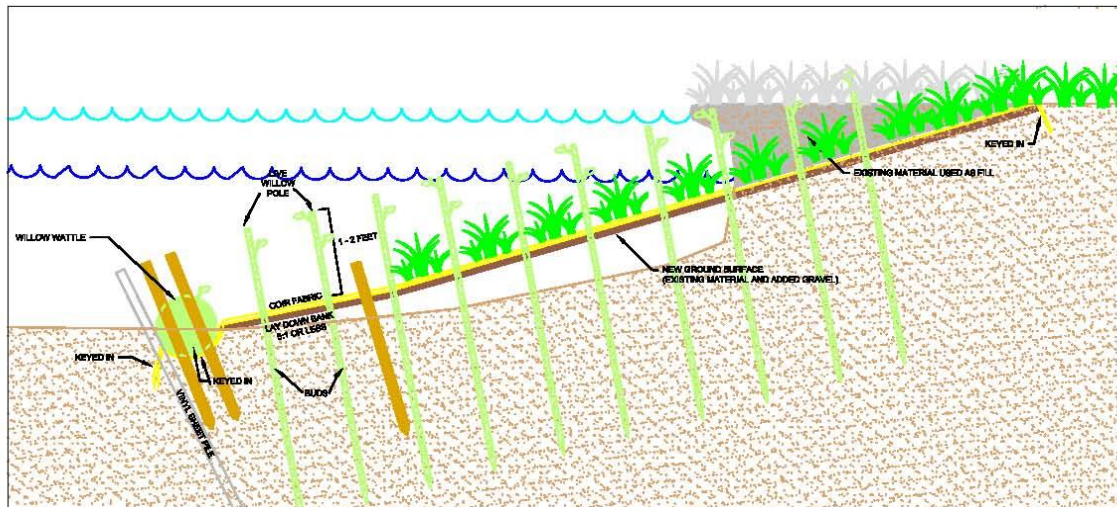 LIVE
WILLOW
POLE
KEYED IN
EXISTING MATERIAL USED AS FILL
WILLOW WATTLE
1 - 2 FEET
NEW GROUND SURFACE
(EXISTING MATERIAL AND ADDED GRAVEL)
COIR FABRIC
LAY DOWN BANK
5:1 OR LESS
KEYED IN
KEYED IN
BUDS
VINYL SHEET PILE